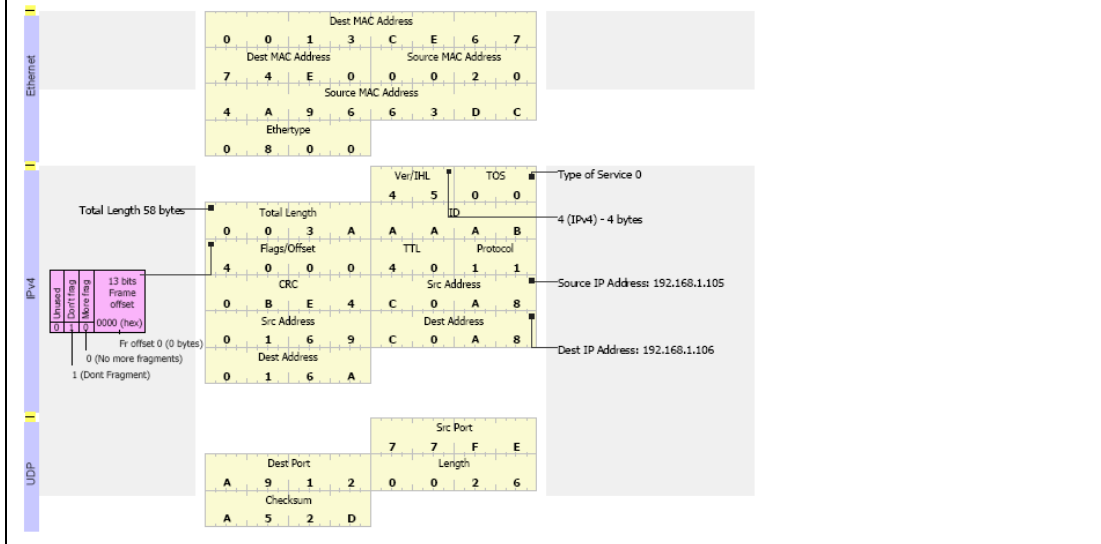 Ethernet
Dest MAC Address
0 0 1 3 C E 6 7
Dest MAC Address Source MAC Address
7 4 E 0 0 0 2 0
Source MAC Address
4 A 9 6 6 3 D C
Ethertype
0 8 0 0
IPv4
Ver/IHL TOS
Type of Service 0
4 5 0 0
Total Length 58 bytes
Total Length ID
4 (IPv4) - 4 bytes
0 0 3 A A A A B
Flags/Offset TTL Protocol
4 0 0 0 4 0 1 1
CRC Src Address
Source IP Address: 192.168.1.105
0 B E 4 C 0 A 8
Src Address Dest Address
0 1 6 9 C 0 A 8
Dest IP Address: 192.168.1.106
Dest Address
0 1 6 A
Unused
Don't frag
More frag
13 bits
Frame
offset
0 1 0 0000 (hex)
Fr offset 0 (0 bytes)
0 (No more fragments)
1 (Dont Fragment)
UDP
Src Port
7 7 F E
Dest Port Length
A 9 1 2 0 0 2 6
Checksum
A 5 2 D